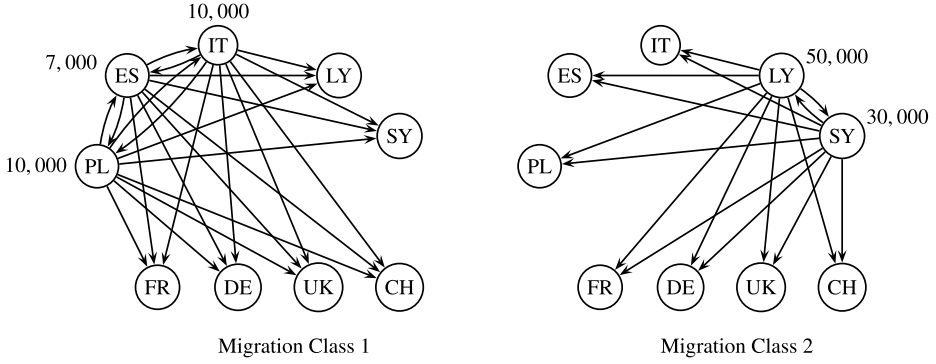 10, 000
IT
7, 000
ES
LY
SY
10, 000
PL
FR
DE
UK
CH
Migration Class 1
IT
50, 000
ES
LY
30, 000
SY
PL
FR
DE
UK
CH
Migration Class 2